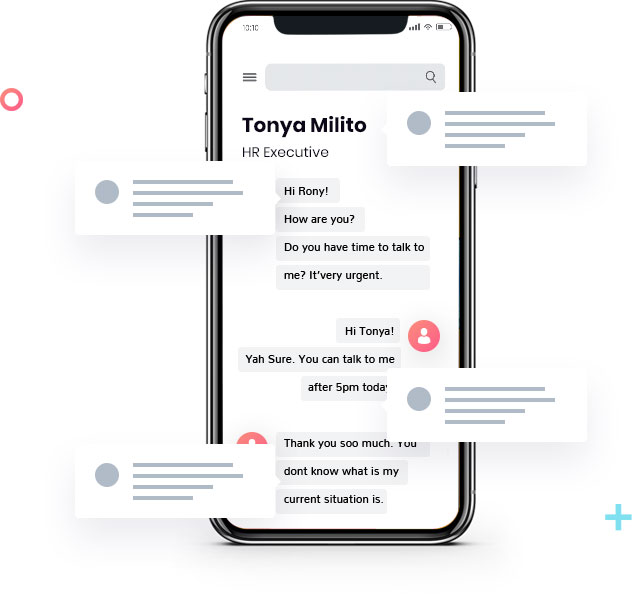 10:10
Tonya Milito
HR Executive
Hi Rony!
How are you?
Do you have time to talk to
me? It'very urgent.
Hi Tonya!
Yah Sure. You can talk to me
after 5pm today
Thank you soo much. You
dont know what is my
current situation is.